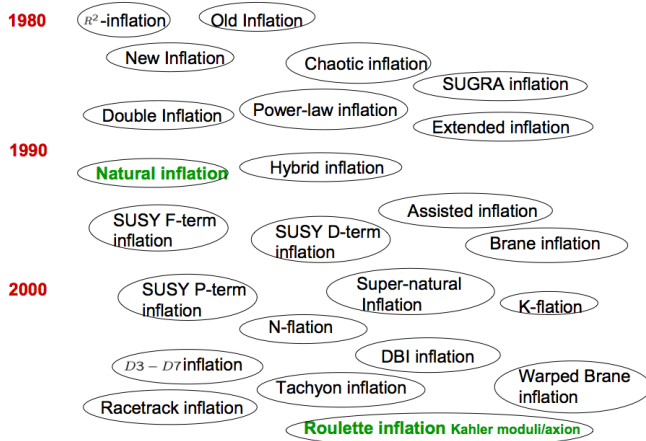 1980
R²-inflation
Old Inflation
New Inflation
Chaotic inflation
SUGRA inflation
Double Inflation
Power-law inflation
Extended inflation
1990
Natural inflation
Hybrid inflation
Assisted inflation
SUSY F-term
inflation
SUSY D-term
inflation
Brane inflation
2000
SUSY P-term
inflation
Super-natural
Inflation
K-flation
N-flation
D3 − D7 inflation
DBI inflation
Warped Brane
inflation
Racetrack inflation
Tachyon inflation
Roulette inflation Kahler moduli/axion